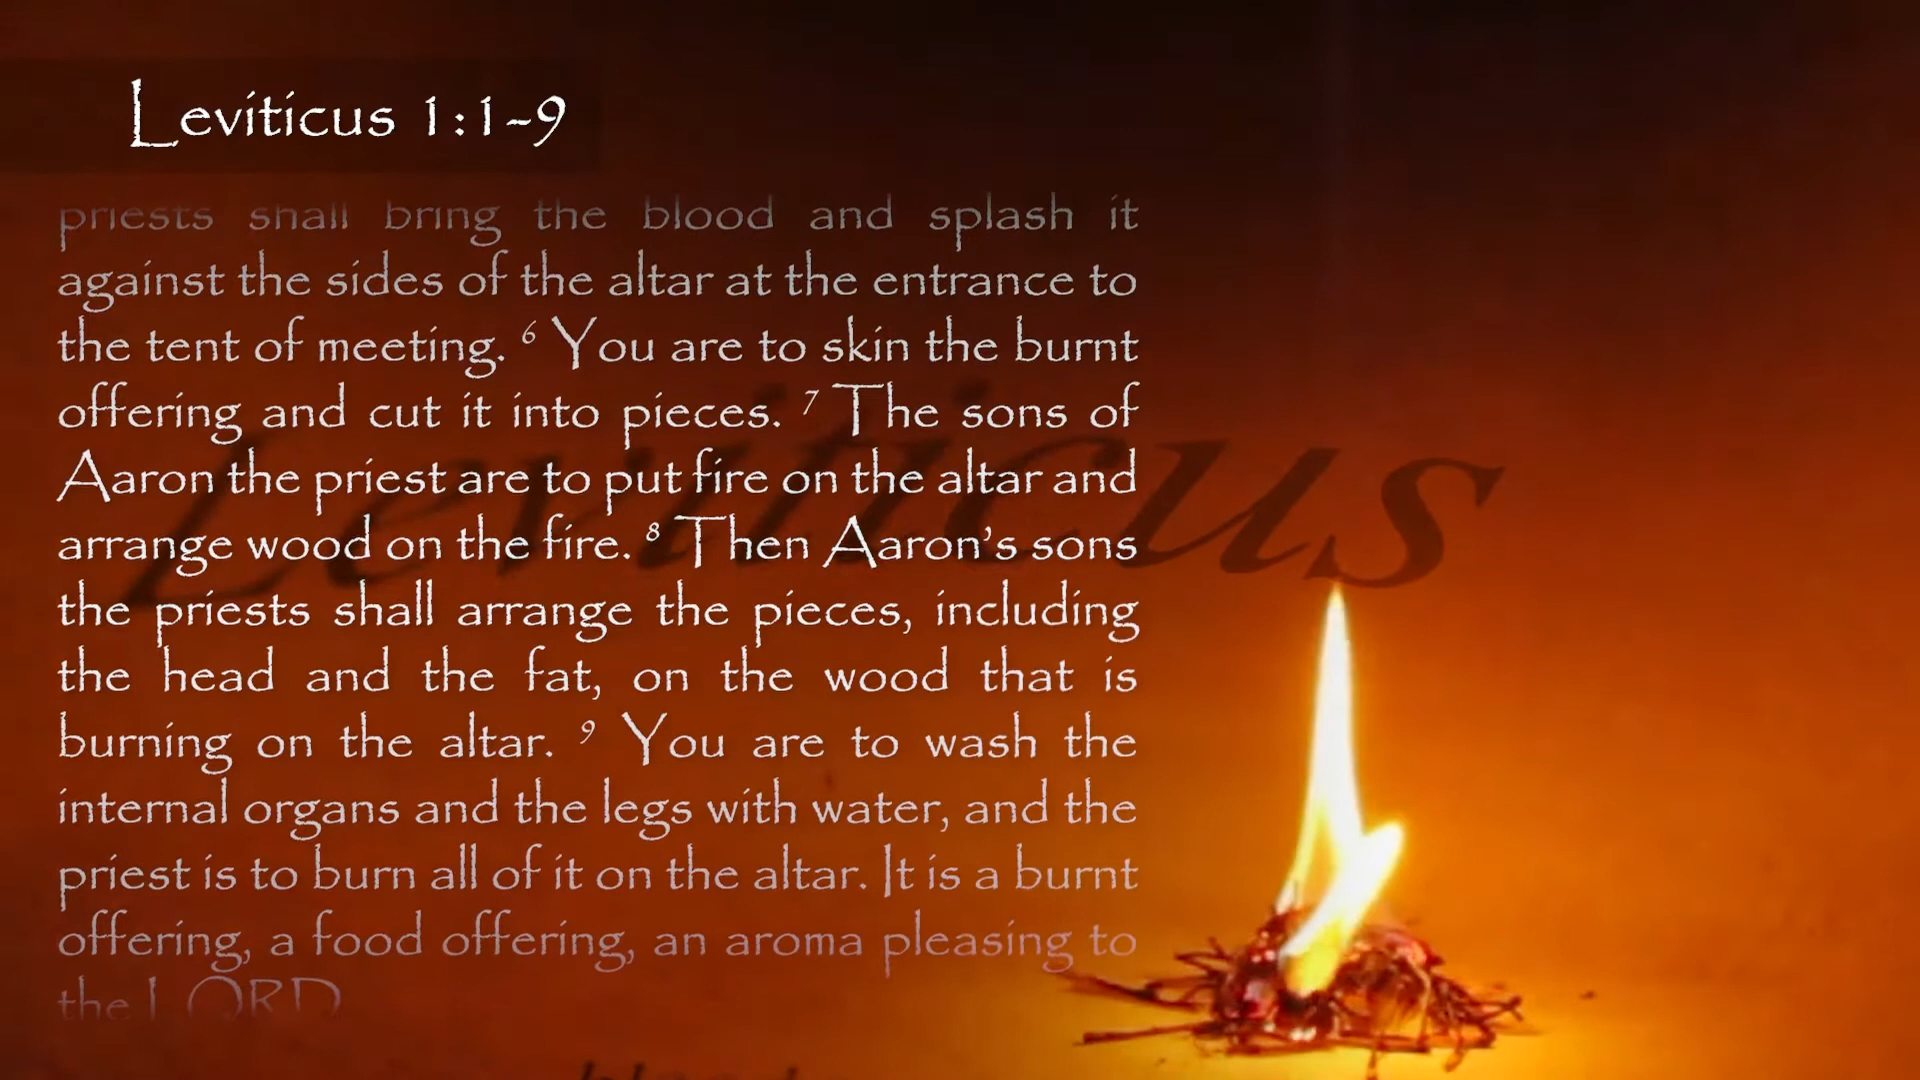 Leviticus 1:1-9
priests shall bring the blood and splash it
against the sides of the altar at the entrance to
the tent of meeting. ⁶ You are to skin the burnt
offering and cut it into pieces. ⁷ The sons of
Aaron the priest are to put fire on the altar and
arrange wood on the fire. ⁸ Then Aaron’s sons
the priests shall arrange the pieces, including
the head and the fat, on the wood that is
burning on the altar. ⁹ You are to wash the
internal organs and the legs with water, and the
priest is to burn all of it on the altar. It is a burnt
offering, a food offering, an aroma pleasing to
the LORD
Leviticus